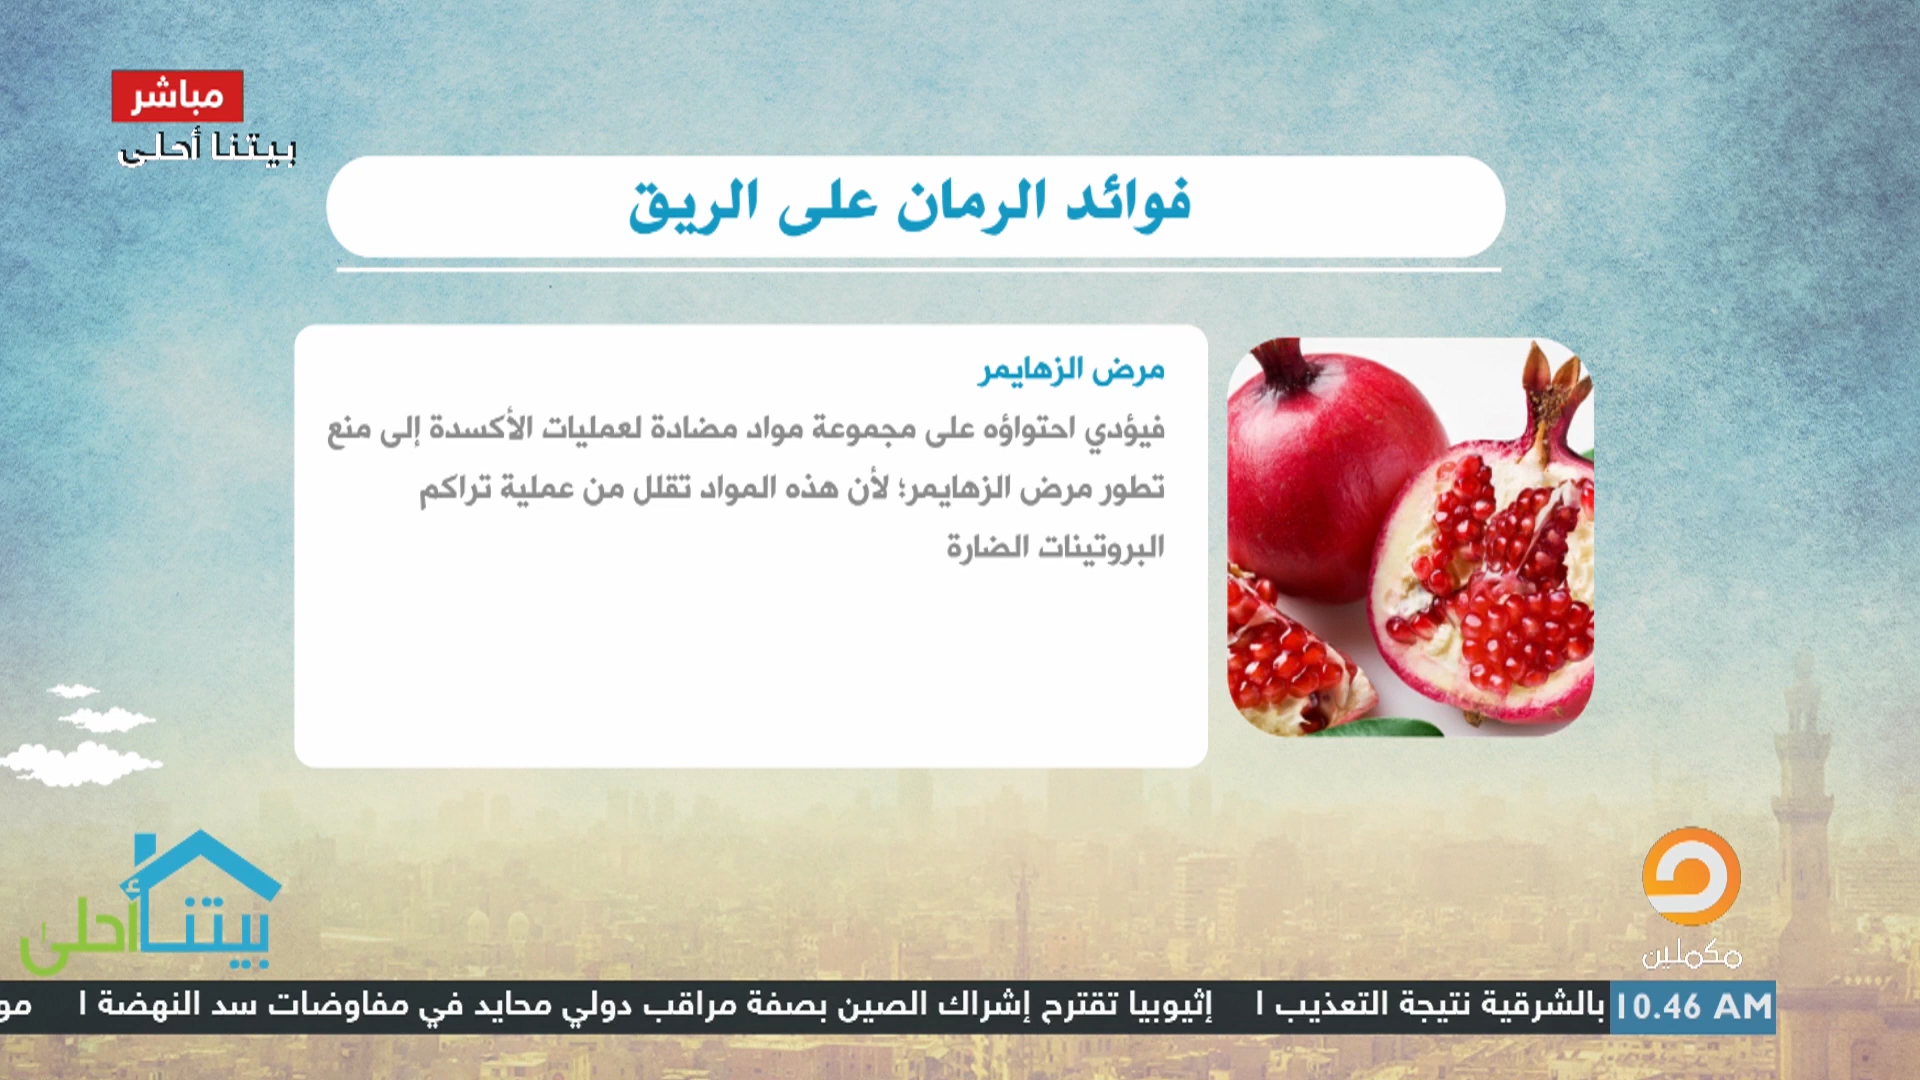 مباشر
بيتنا أحلى
فوائد الرمان على الريق
مرض الزهايمر
فيؤدي احتواؤه على مجموعة مواد مضادة لعمليات الأكسدة إلى منع
تطور مرض الزهايمر؛ لأن هذه المواد تقلل من عملية تراكم
البروتينات الضارة
بيتنا أحلى
مكملين
10.46 AM
بالشرقية نتيجة التعذيب | إثيوبيا تقترح إشراك الصين بصفة مراقب دولي محايد في مفاوضات سد النهضة |